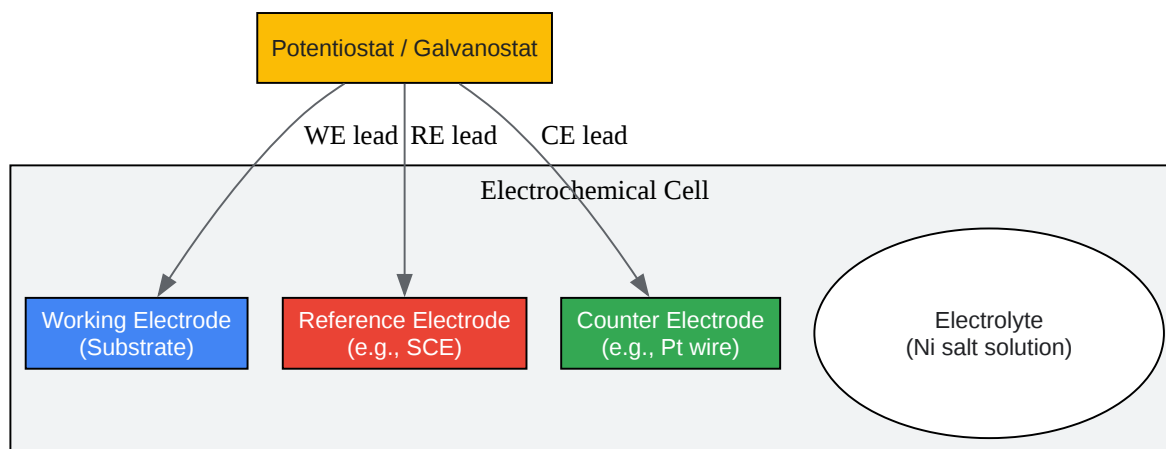 Potentiostat / Galvanostat
WE lead
RE lead
CE lead
Electrochemical Cell
Working Electrode
(Substrate)
Reference Electrode
(e.g., SCE)
Counter Electrode
(e.g., Pt wire)
Electrolyte
(Ni salt solution)